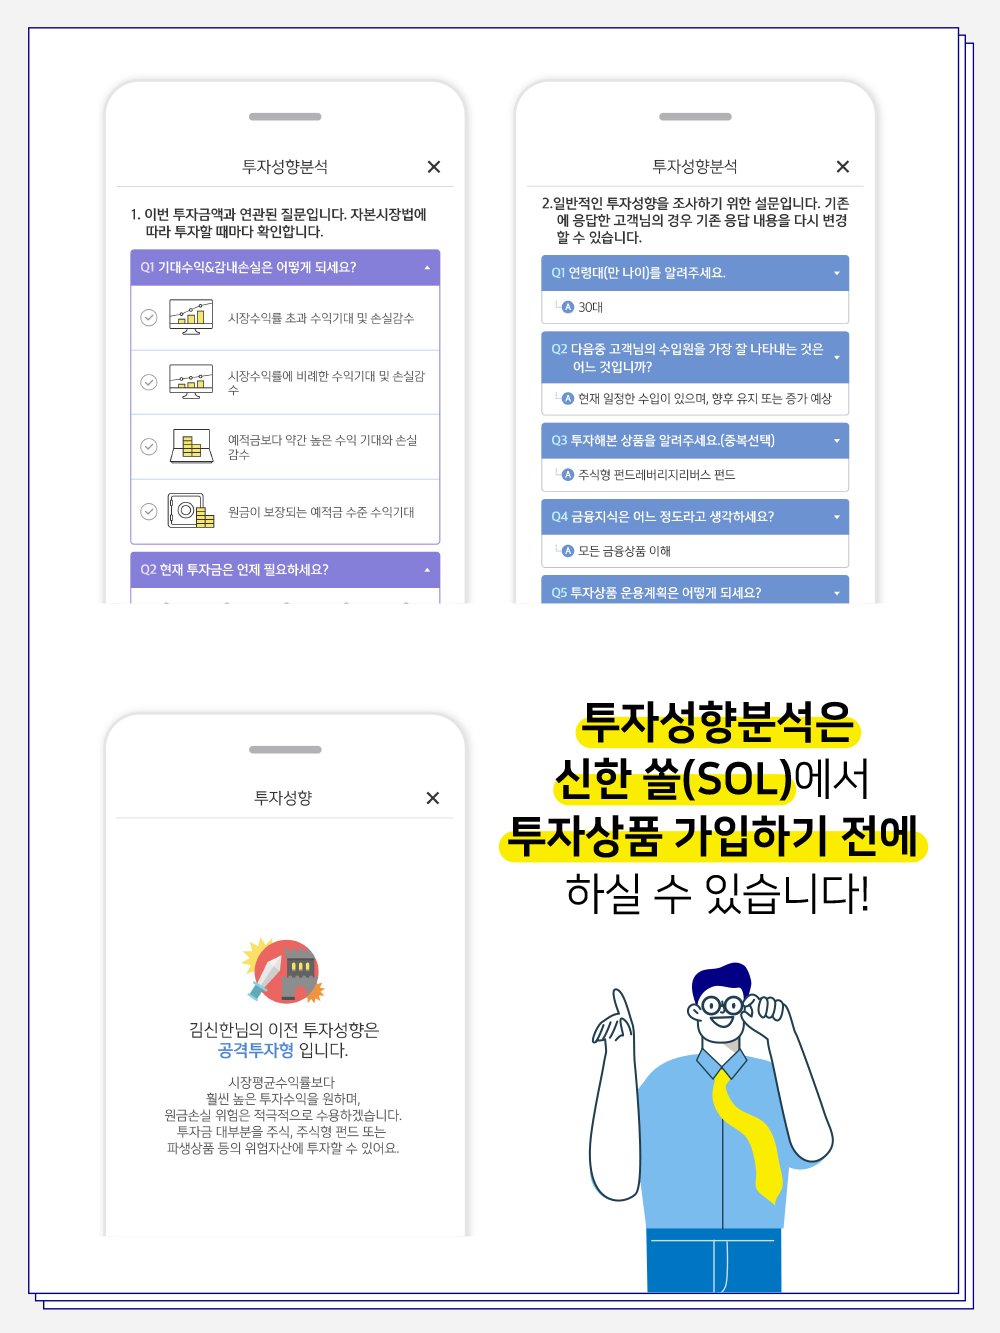 투자성향분석
1. 이번 투자금액과 연관된 질문입니다. 자본시장법에
따라 투자할 때마다 확인합니다.
Q1 기대수익&감내손실은 어떻게 되세요?
시장수익률 초과 수익기대 및 손실감수
시장수익률에 비례한 수익기대 및 손실감
수
예적금보다 약간 높은 수익 기대와 손실
감수
원금이 보장되는 예적금 수준 수익기대
Q2 현재 투자금은 언제 필요하세요?
투자성향분석
2.일반적인 투자성향을 조사하기 위한 설문입니다. 기존
에 응답한 고객님의 경우 기존 응답 내용을 다시 변경
할 수 있습니다.
Q1 연령대(만 나이)를 알려주세요.
A 30대
Q2 다음중 고객님의 수입원을 가장 잘 나타내는 것은
어느 것입니까?
A 현재 일정한 수입이 있으며, 향후 유지 또는 증가 예상
Q3 투자해본 상품을 알려주세요.(중복선택)
A 주식형 펀드레버리지리버스 펀드
Q4 금융지식은 어느 정도라고 생각하세요?
A 모든 금융상품 이해
Q5 투자상품 운용계획은 어떻게 되세요?
투자성향
김신한님의 이전 투자성향은
공격투자형 입니다.
시장평균수익률보다
훨씬 높은 투자수익을 원하며,
원금손실 위험은 적극적으로 수용하겠습니다.
투자금 대부분을 주식, 주식형 펀드 또는
파생상품 등의 위험자산에 투자할 수 있어요.
투자성향분석은
신한 쏠(SOL)에서
투자상품 가입하기 전에
하실 수 있습니다!